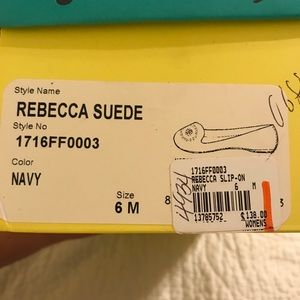 Style Name
REBECCA SUEDE
Style No
1716FF0003
Color
NAVY
Size
6 M
8
1716FF0003
REBECCA SLIP-ON
NAVY 6 M
13785752
$138.00
WOMENS